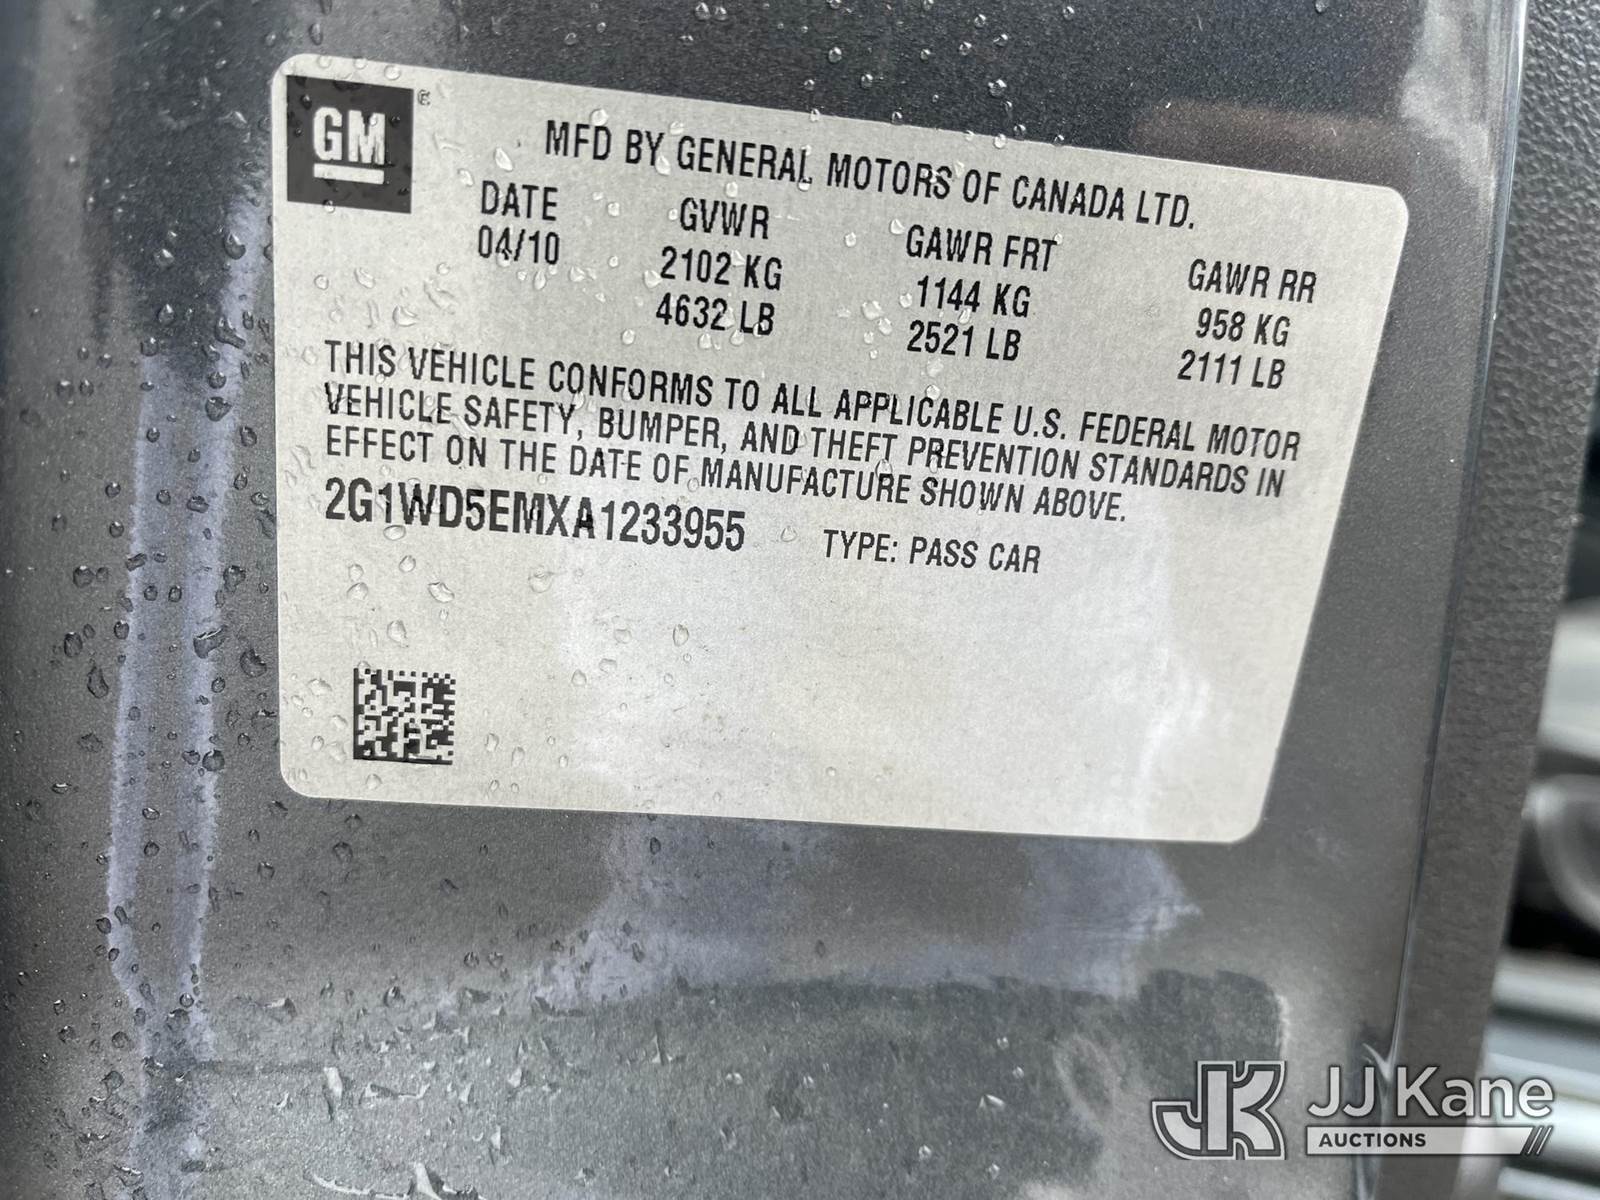 GM
MFD BY GENERAL MOTORS OF CANADA LTD.
DATE GVWR GAWR FRT GAWR RR
04/10 2102 KG 1144 KG 958 KG
4632 LB 2521 LB 2111 LB
THIS VEHICLE CONFORMS TO ALL APPLICABLE U.S. FEDERAL MOTOR
VEHICLE SAFETY, BUMPER, AND THEFT PREVENTION STANDARDS IN
EFFECT ON THE DATE OF MANUFACTURE SHOWN ABOVE.
2G1WD5EMXA1233955 TYPE: PASS CAR
JK JJ Kane
AUCTIONS